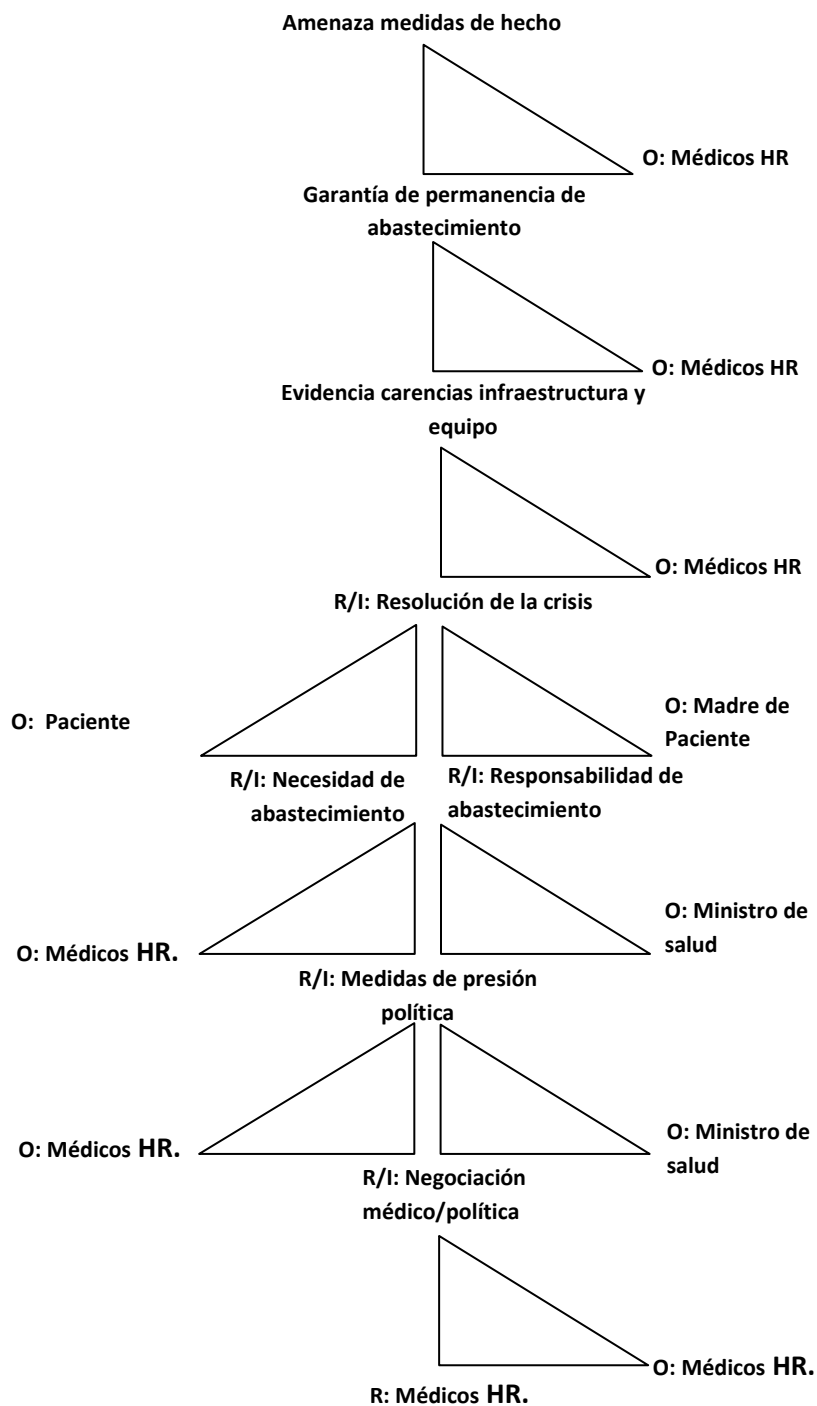 Amenaza medidas de hecho
O: Médicos HR
Garantía de permanencia de
abastecimiento
O: Médicos HR
Evidencia carencias infraestructura y
equipo
O: Médicos HR
R/I: Resolución de la crisis
O: Paciente
O: Madre de
Paciente
R/I: Necesidad de
abastecimiento
R/I: Responsabilidad de
abastecimiento
O: Médicos HR.
O: Ministro de
salud
R/I: Medidas de presión
política
O: Médicos HR.
O: Ministro de
salud
R/I: Negociación
médico/política
O: Médicos HR.
R: Médicos HR.